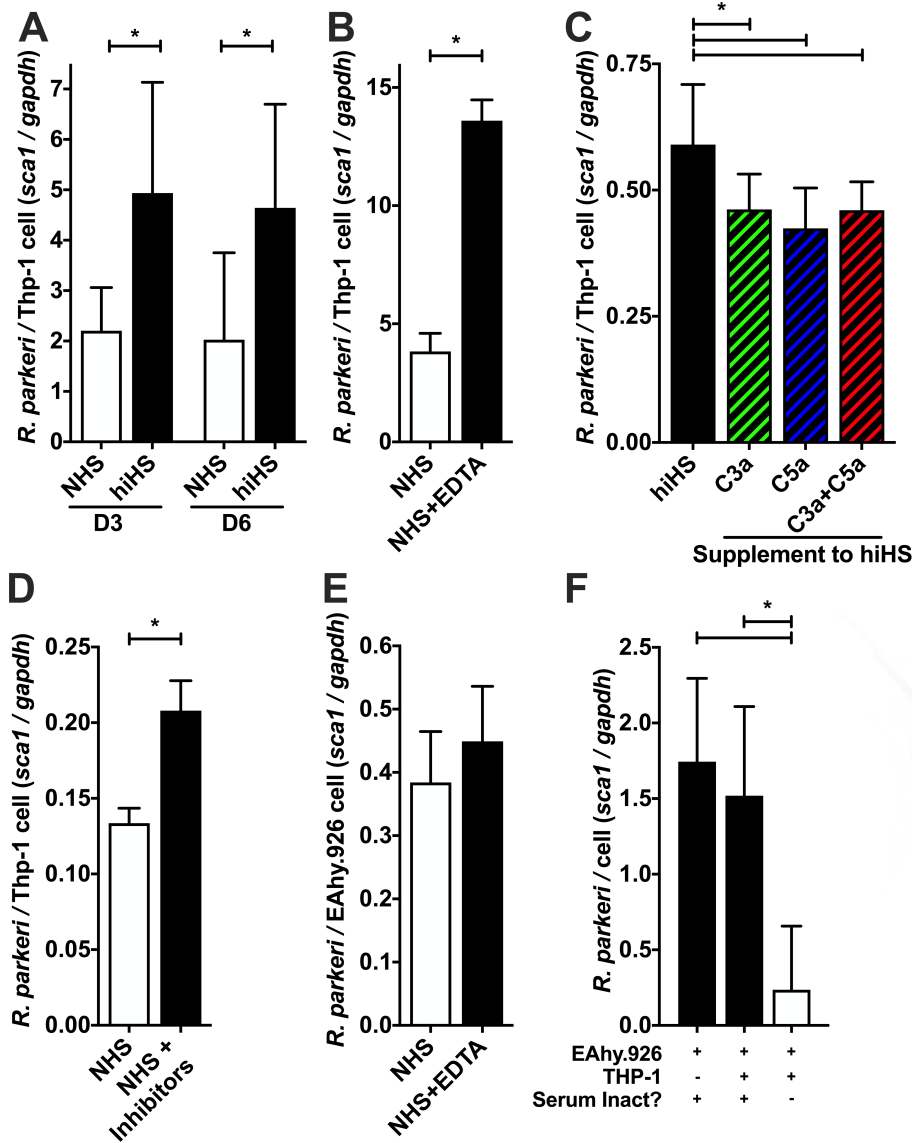 A
*
*
R. parkeri / Thp-1 cell (sca1 / gapdh)
7
6
5
4
3
2
1
0
NHS
hiHS
NHS
hiHS
D3
D6
B
*
R. parkeri / Thp-1 cell (sca1 / gapdh)
15
10
5
0
NHS
NHS+EDTA
C
*
R. parkeri / Thp-1 cell (sca1 / gapdh)
0.75
0.50
0.25
0.00
hiHS
C3a
C5a
C3a+C5a
Supplement to hiHS
D
*
R. parkeri / Thp-1 cell (sca1 / gapdh)
0.25
0.20
0.15
0.10
0.05
0.00
NHS
NHS +
Inhibitors
E
R. parkeri / EAhy.926 cell (sca1 / gapdh)
0.6
0.5
0.4
0.3
0.2
0.1
0.0
NHS
NHS+EDTA
F
*
R. parkeri / cell (sca1 / gapdh)
2.5
2.0
1.5
1.0
0.5
0.0
EAhy.926 + + +
THP-1 - + +
Serum Inact? + + -